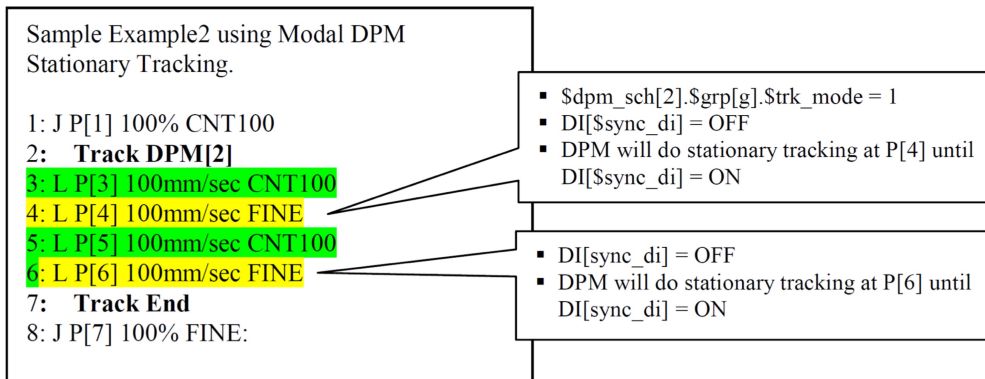 Sample Example2 using Modal DPM
Stationary Tracking.
1: J P[1] 100% CNT100
2:    Track DPM[2]
3: L P[3] 100mm/sec CNT100
4: L P[4] 100mm/sec FINE
5: L P[5] 100mm/sec CNT100
6: L P[6] 100mm/sec FINE
7:    Track End
8: J P[7] 100% FINE:
▪ $dpm_sch[2].$grp[g].$trk_mode = 1
▪ DI[$sync_di] = OFF
▪ DPM will do stationary tracking at P[4] until
DI[$sync_di] = ON
▪ DI[sync_di] = OFF
▪ DPM will do stationary tracking at P[6] until
DI[sync_di] = ON